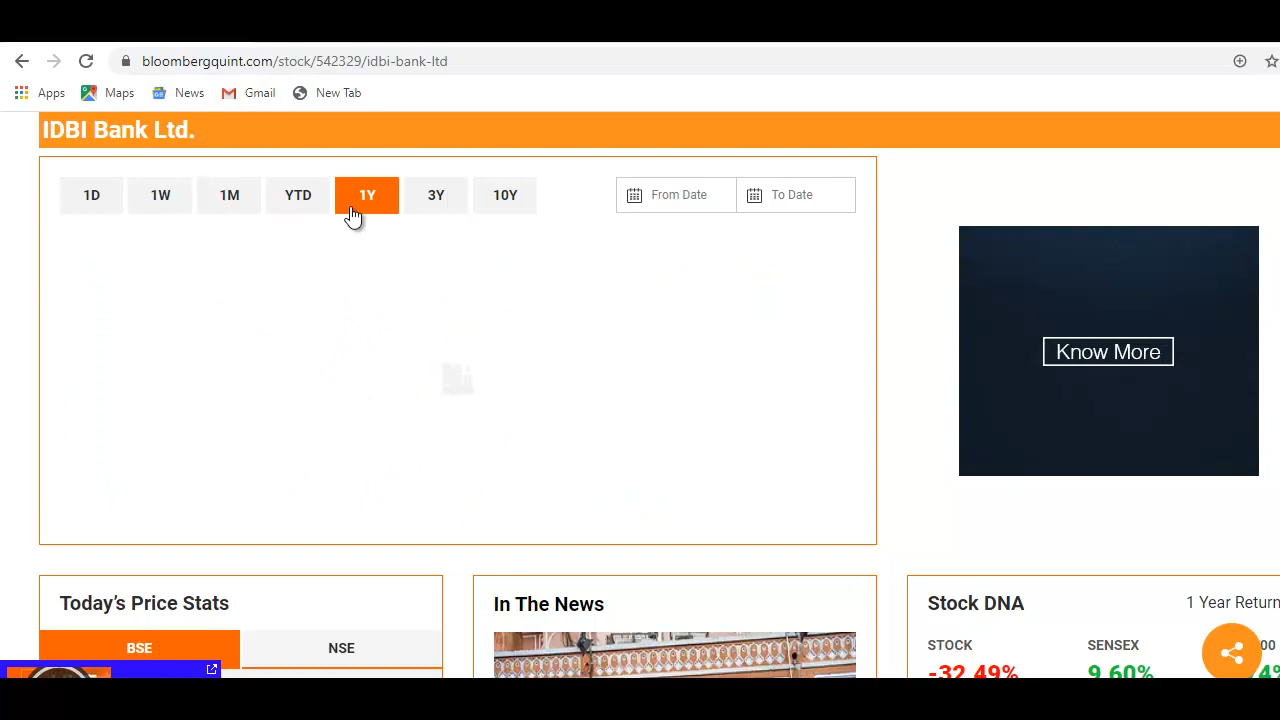 bloombergquint.com/stock/542329/idbi-bank-ltd
Apps Maps News Gmail New Tab
IDBI Bank Ltd.
1D 1W 1M YTD 1Y 3Y 10Y From Date To Date
Know More
Today's Price Stats
In The News
Stock DNA
1 Year Return
BSE NSE
STOCK SENSEX
-32.49% 9.60%